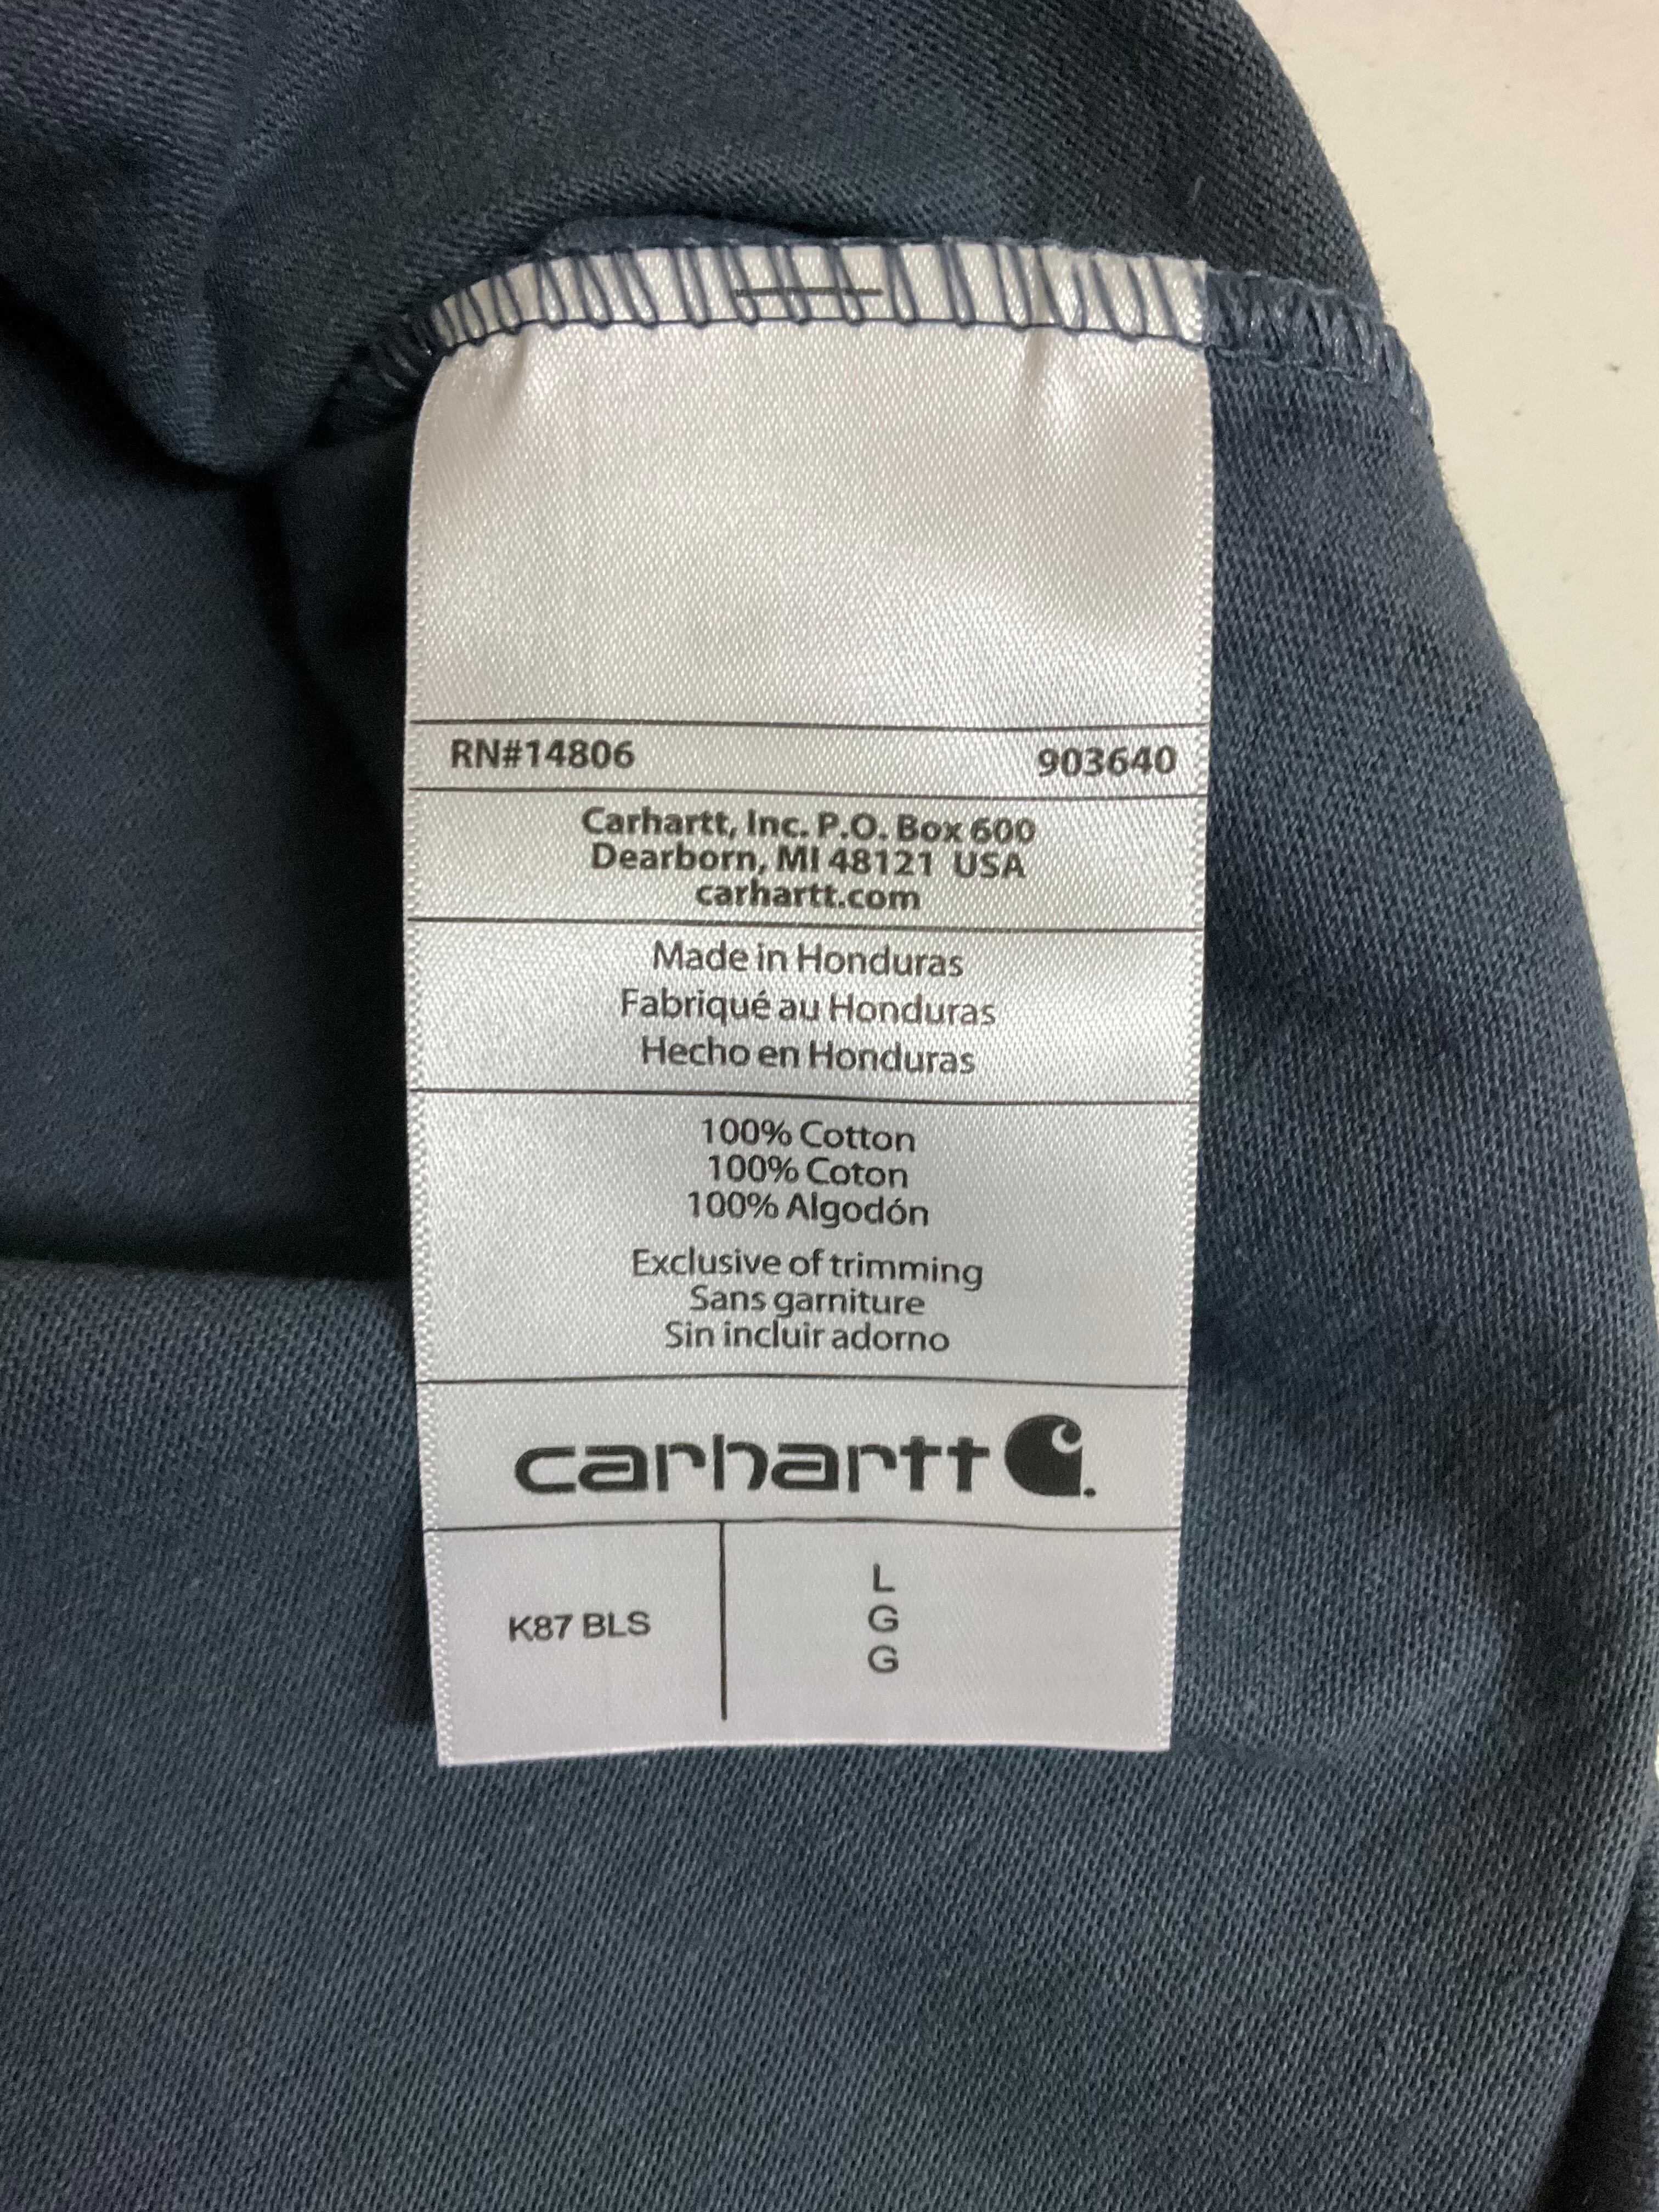 RN#14806 903640
Carhartt, Inc. P.O. Box 600
Dearborn, MI 48121 USA
carhartt.com
Made in Honduras
Fabriqué au Honduras
Hecho en Honduras
100% Cotton
100% Coton
100% Algodón
Exclusive of trimming
Sans garniture
Sin incluir adorno
carhartt
K87 BLS
L
G
G